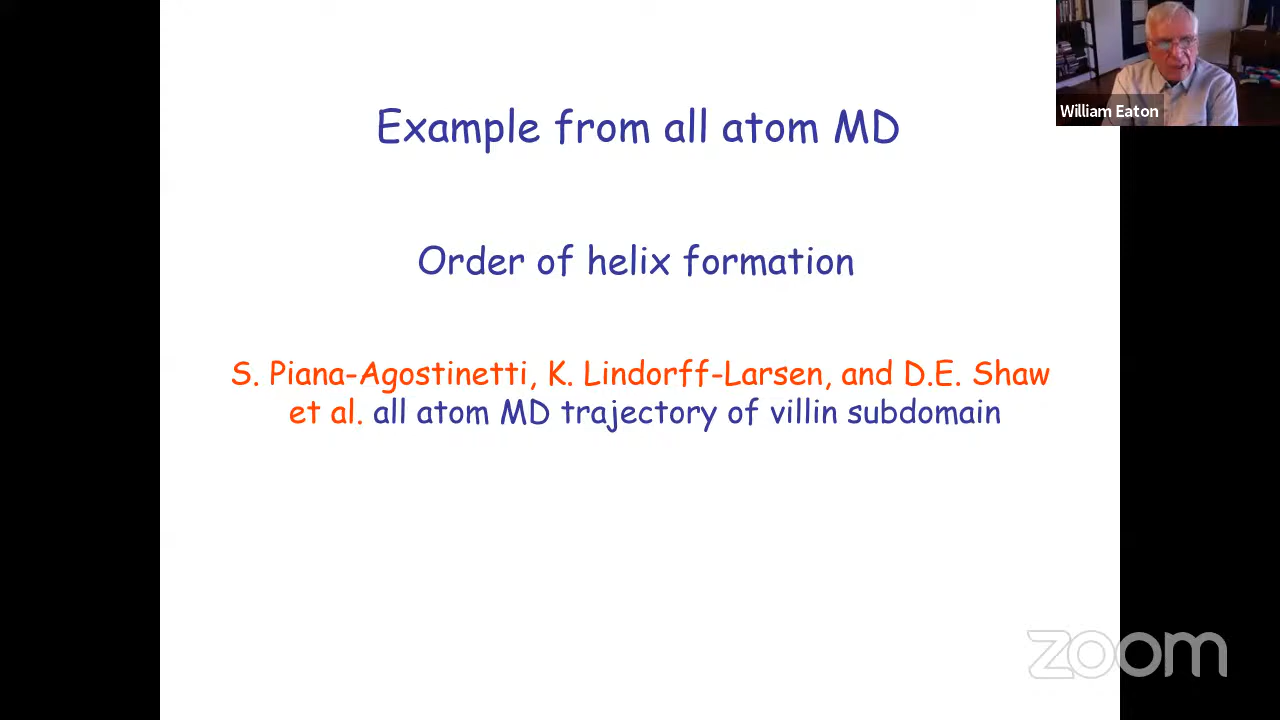 William Eaton
Example from all atom MD
Order of helix formation
S. Piana-Agostinetti, K. Lindorff-Larsen, and D.E. Shaw
et al. all atom MD trajectory of villin subdomain
zoom